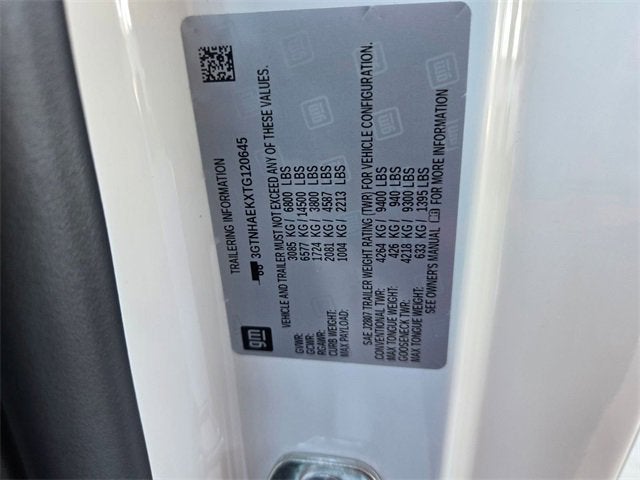 TRAILERING INFORMATION
3GTNHAEKXTG120645
VEHICLE AND TRAILER MUST NOT EXCEED ANY OF THESE VALUES.
GVWR: 3085 KG / 6800 LBS
GCWR: 6577 KG / 14500 LBS
RGAWR: 1724 KG / 3800 LBS
CURB WEIGHT: 2081 KG / 4587 LBS
MAX PAYLOAD: 1004 KG / 2213 LBS
SAE J2807 TRAILER WEIGHT RATING (TWR) FOR VEHICLE CONFIGURATION.
CONVENTIONAL TWR: 4264 KG / 9400 LBS
MAX TONGUE WEIGHT: 426 KG / 940 LBS
GOOSENECK TWR: 4218 KG / 9300 LBS
MAX TONGUE WEIGHT: 633 KG / 1395 LBS
SEE OWNER'S MANUAL FOR MORE INFORMATION
gm